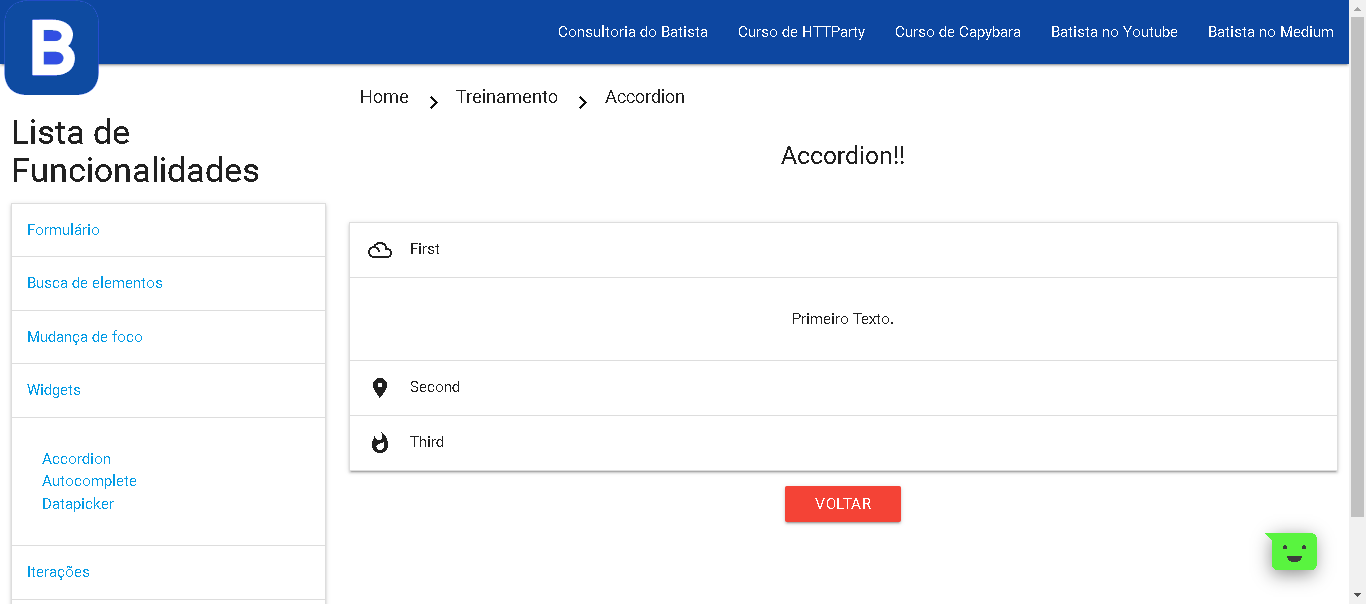 B
Consultoria do Batista
Curso de HTTParty
Curso de Capybara
Batista no Youtube
Batista no Medium
Home
Treinamento
Accordion
Lista de
Funcionalidades
Formulário
Busca de elementos
Mudança de foco
Widgets
Accordion
Autocomplete
Datapicker
Iterações
Accordion!!
First
Primeiro Texto.
Second
Third
VOLTAR